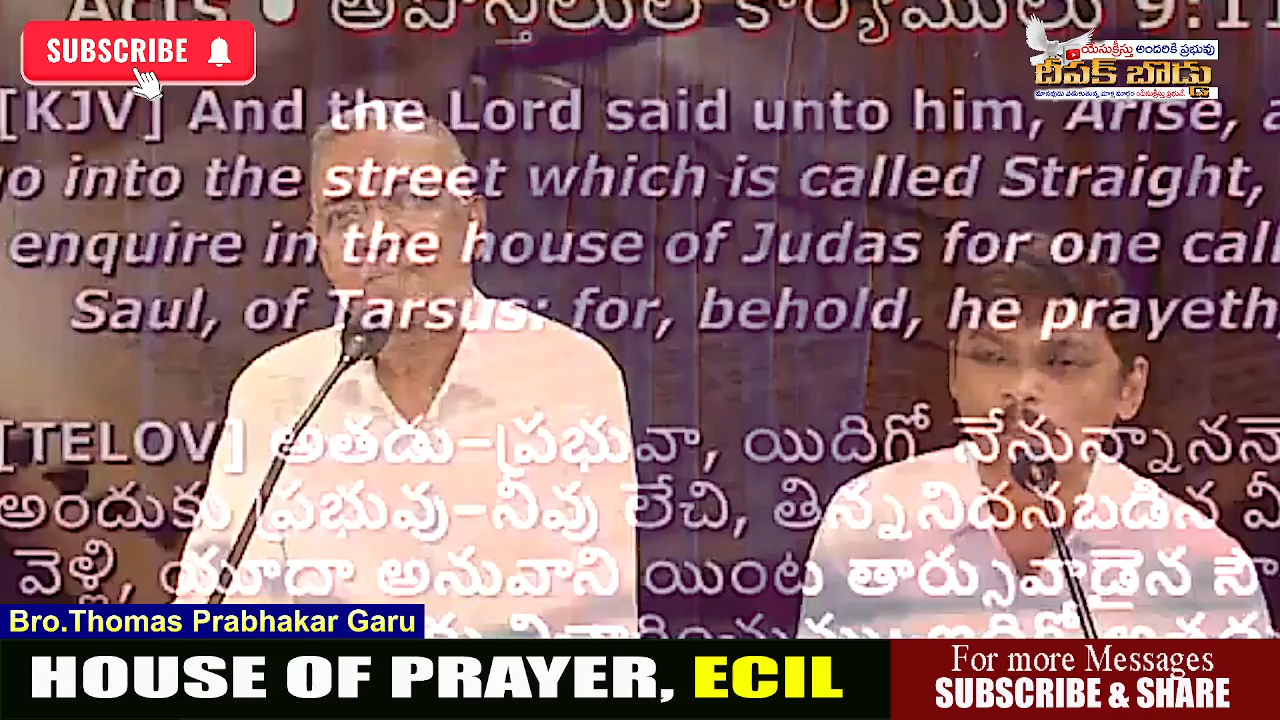 Acts • అపొస్తలుల కార్యములు 9:11
SUBSCRIBE
యేసుక్రీస్తు అందరికి ప్రభువు
దీపక్ బొడ్డు
[KJV] And the Lord said unto him, Arise,
go into the street which is called Straight,
enquire in the house of Judas for one call
Saul, of Tarsus: for, behold, he prayeth,
[TELOV] అతడు–ప్రభువా, యిదిగో నేనున్నానన
అందుకు ప్రభువు–నీవు లేచి, తిన్ననిదనబడిన వీ
వెళ్లి, యూదా అనువాని యింట తార్సువాడైన సౌ
Bro.Thomas Prabhakar Garu
HOUSE OF PRAYER, ECIL
For more Messages
SUBSCRIBE & SHARE